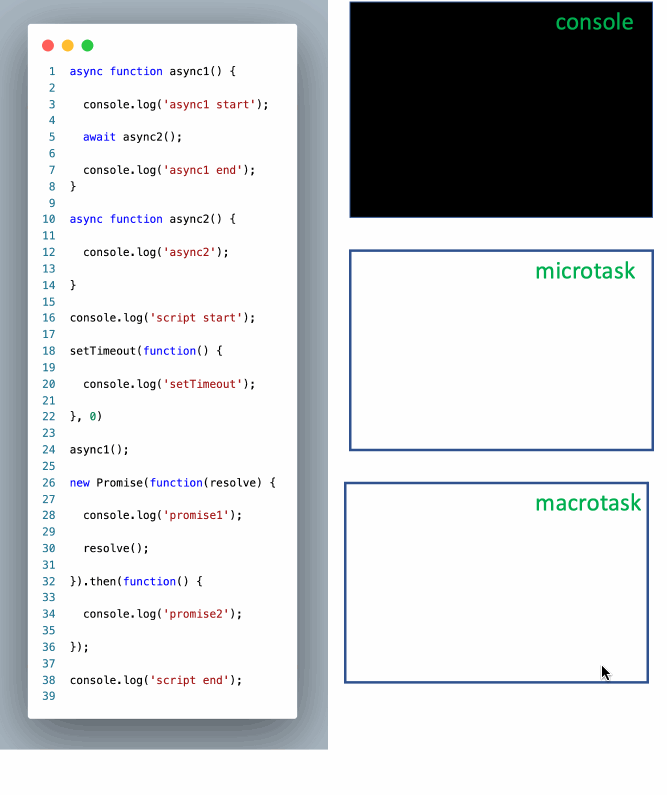 1 async function async1() {
2
3 console.log('async1 start');
4
5 await async2();
6
7 console.log('async1 end');
8 }
9
10 async function async2() {
11
12 console.log('async2');
13
14 }
15
16 console.log('script start');
17
18 setTimeout(function() {
19
20 console.log('setTimeout');
21
22 }, 0)
23
24 async1();
25
26 new Promise(function(resolve) {
27
28 console.log('promise1');
29
30 resolve();
31
32 }).then(function() {
33
34 console.log('promise2');
35
36 });
37
38 console.log('script end');
39
console
microtask
macrotask